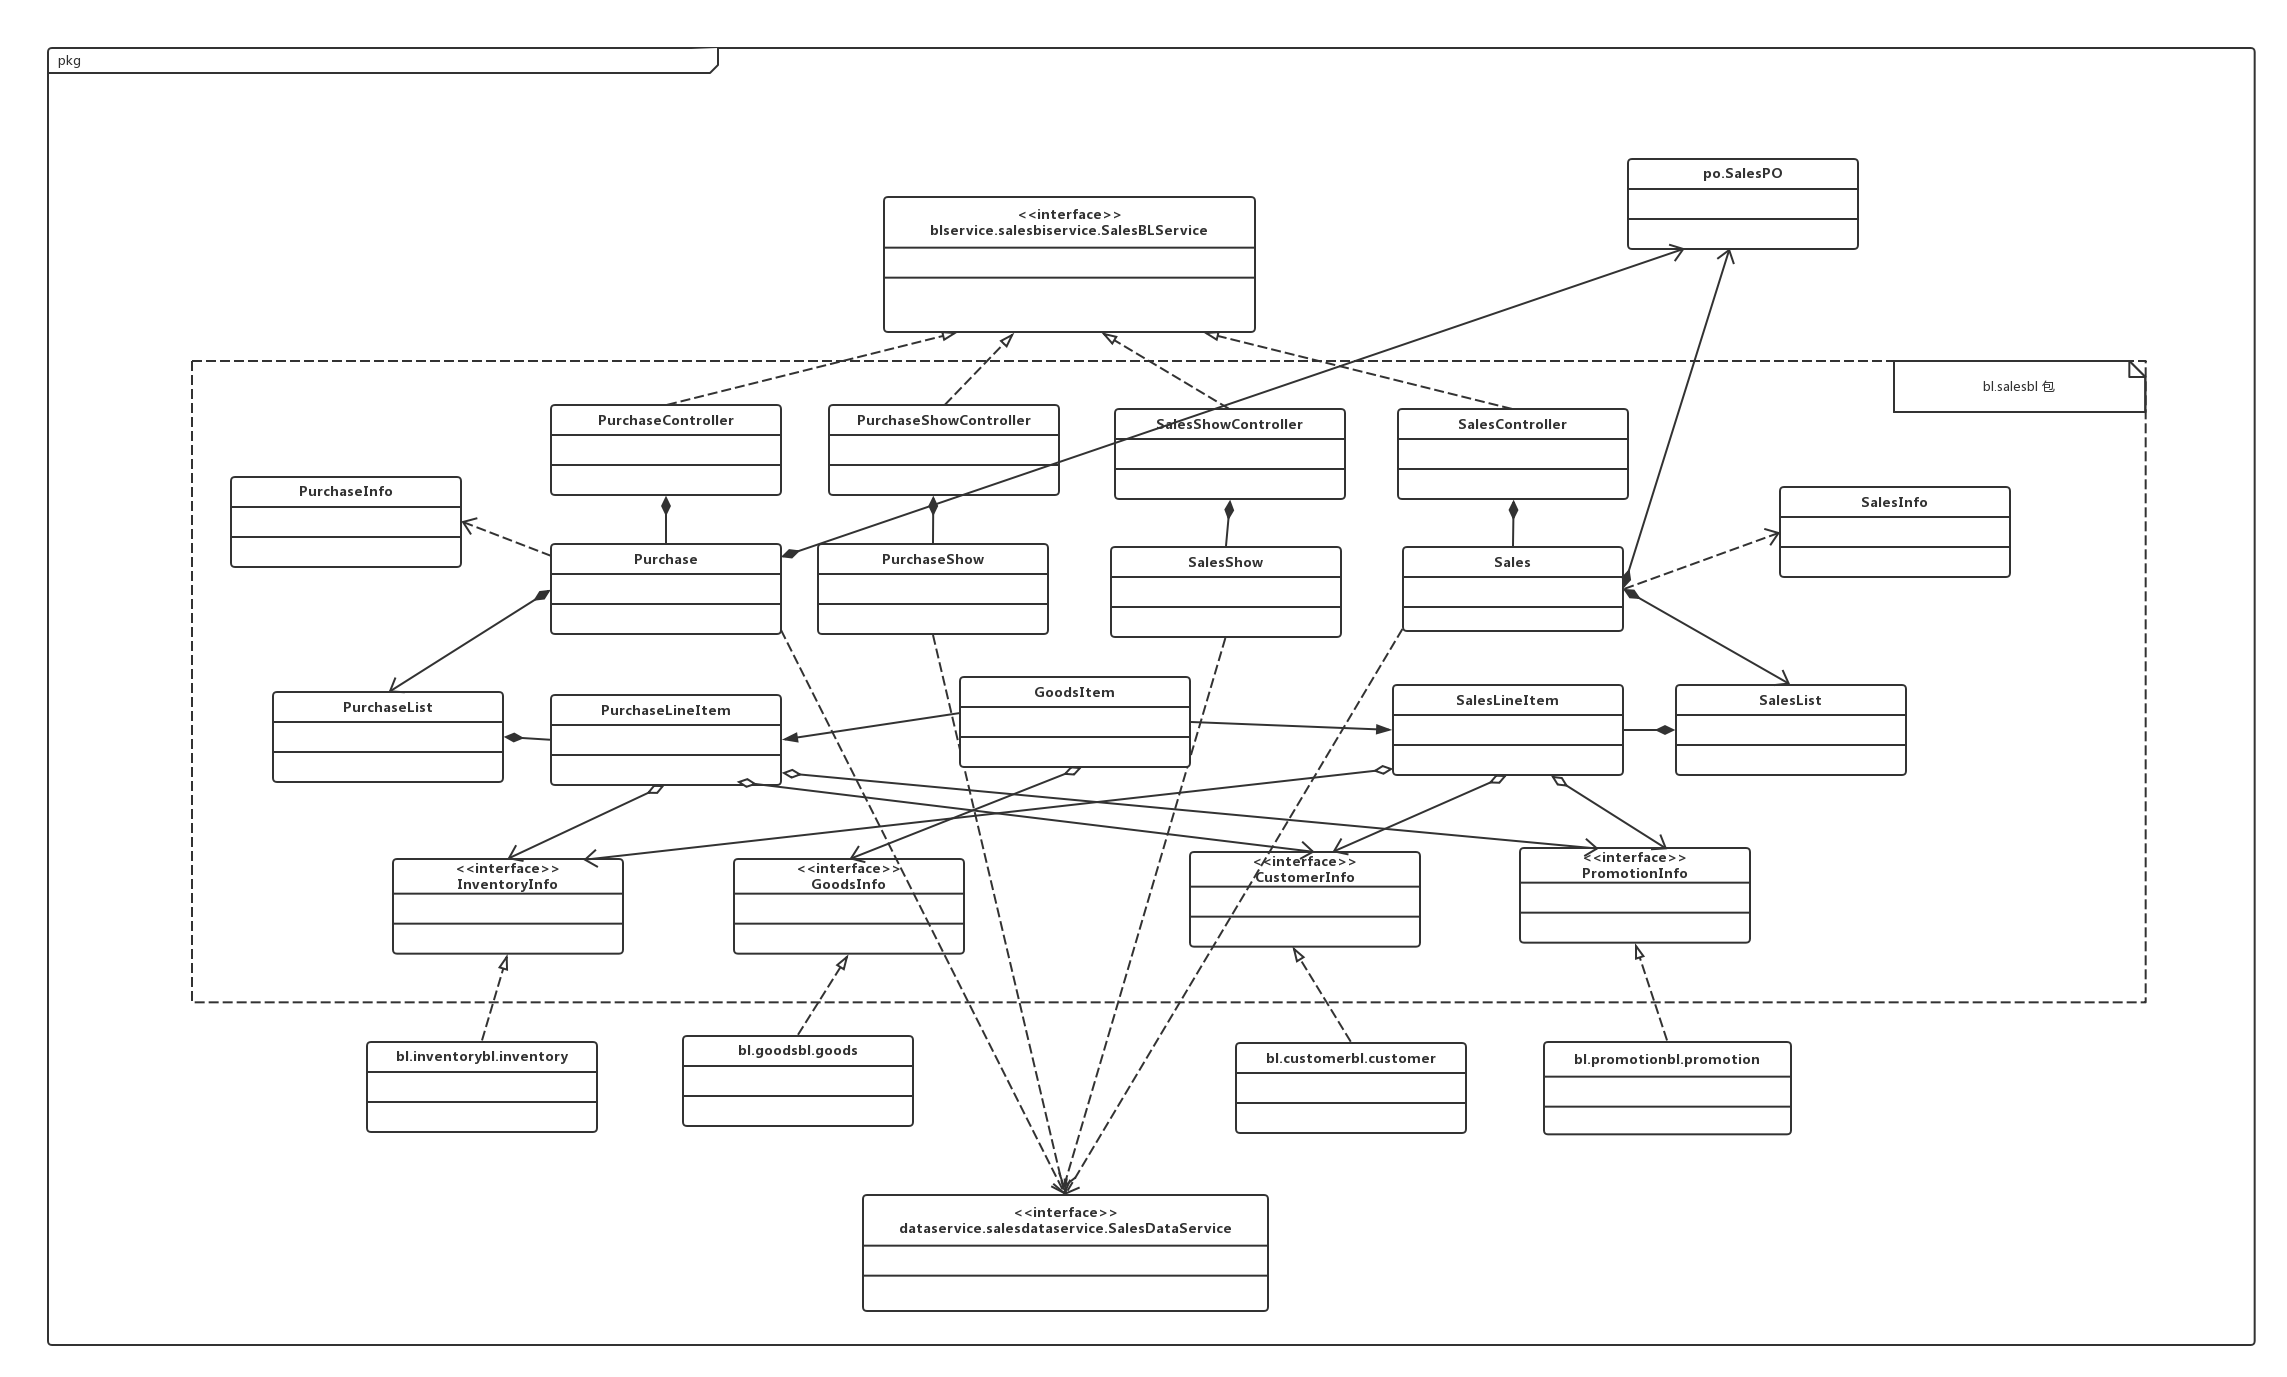 pkg
po.SalesPO
<<interface>>
blservice.salesbiservice.SalesBLService
bl.salesbl 包
PurchaseController
PurchaseShowController
SalesShowController
SalesController
PurchaseInfo
SalesInfo
Purchase
PurchaseShow
SalesShow
Sales
PurchaseList
PurchaseLineItem
GoodsItem
SalesLineItem
SalesList
<<interface>>
InventoryInfo
<<interface>>
GoodsInfo
<<interface>>
CustomerInfo
<<interface>>
PromotionInfo
bl.inventorybl.inventory
bl.goodsbl.goods
bl.customerbl.customer
bl.promotionbl.promotion
<<interface>>
dataservice.salesdataservice.SalesDataService